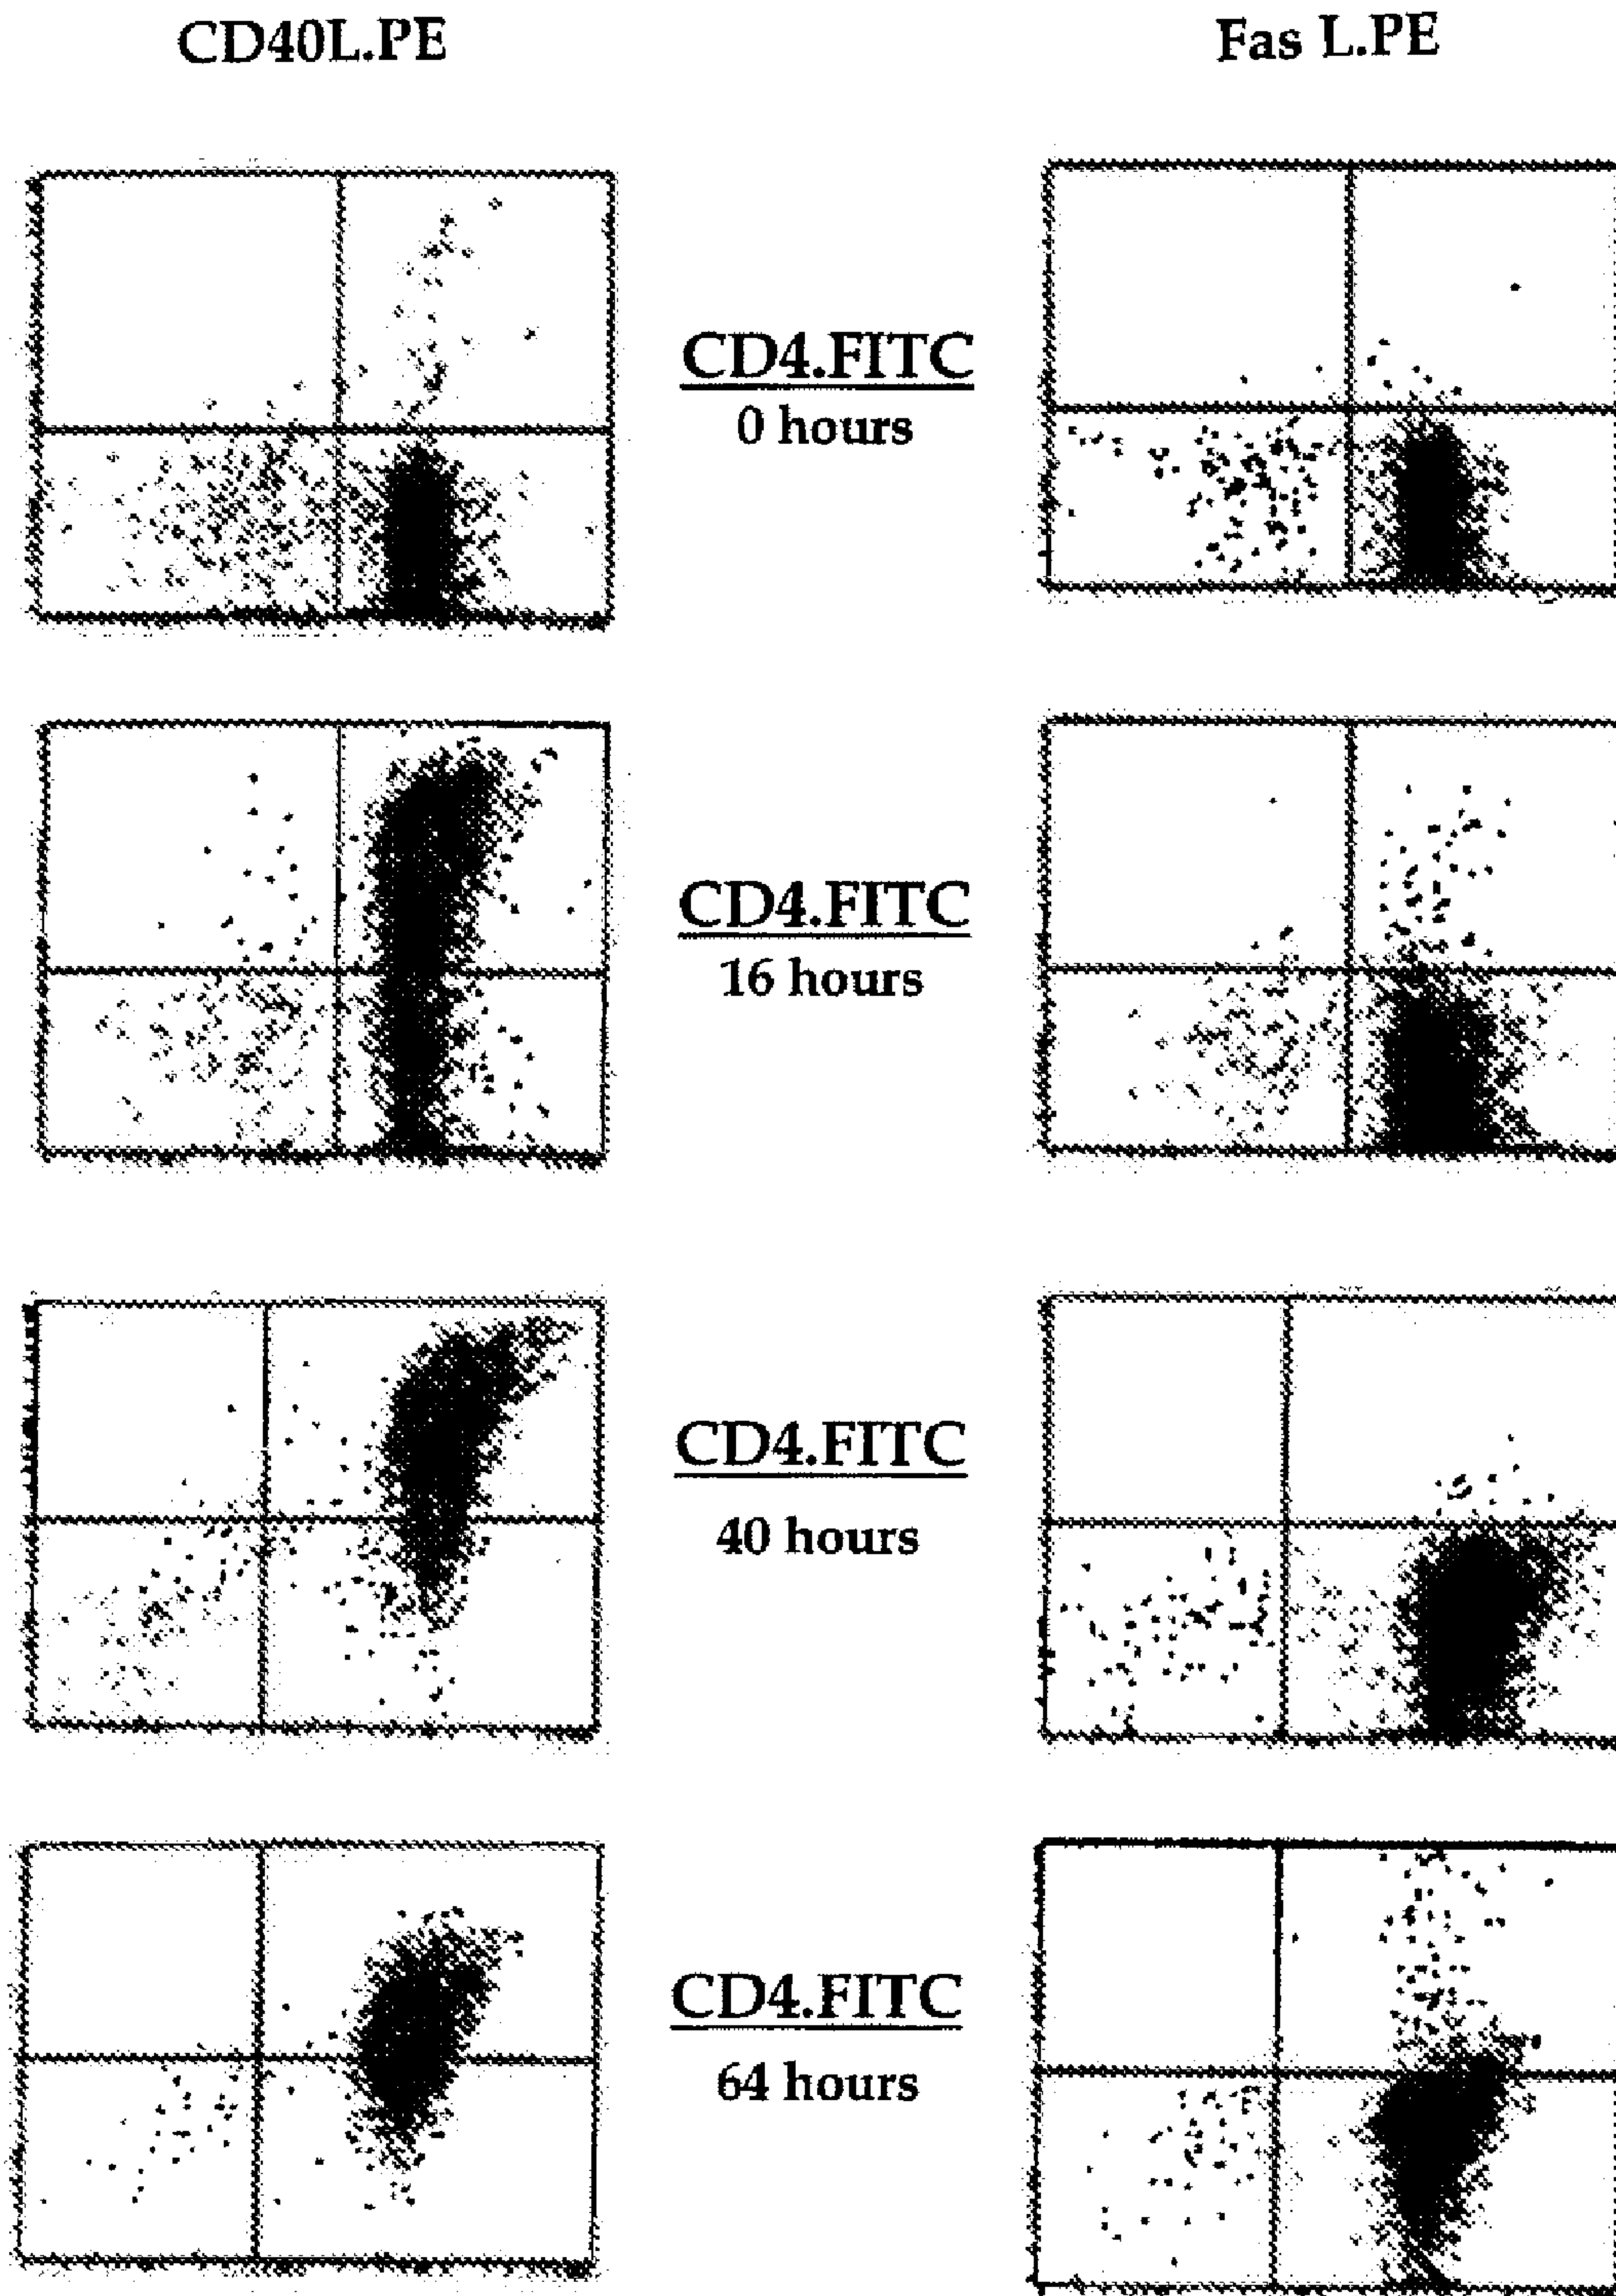 CD40L.PE
Fas L.PE
CD4.FITC
0 hours
CD4.FITC
16 hours
CD4.FITC
40 hours
CD4.FITC
64 hours